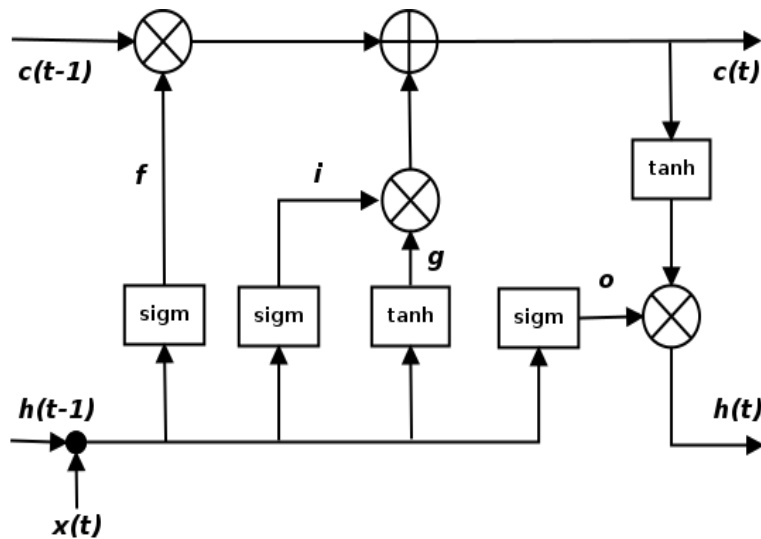 c(t-1)
c(t)
f
i
tanh
g
o
sigm
sigm
tanh
sigm
h(t-1)
h(t)
x(t)